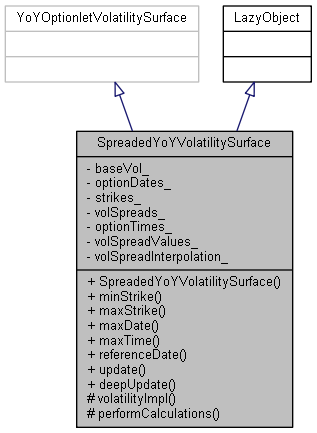 YoYOptionletVolatilitySurface
LazyObject
SpreadedYoYVolatilitySurface
- baseVol_
- optionDates_
- strikes_
- volSpreads_
- optionTimes_
- volSpreadValues_
- volSpreadInterpolation_
+ SpreadedYoYVolatilitySurface()
+ minStrike()
+ maxStrike()
+ maxDate()
+ maxTime()
+ referenceDate()
+ update()
+ deepUpdate()
# volatilityImpl()
# performCalculations()